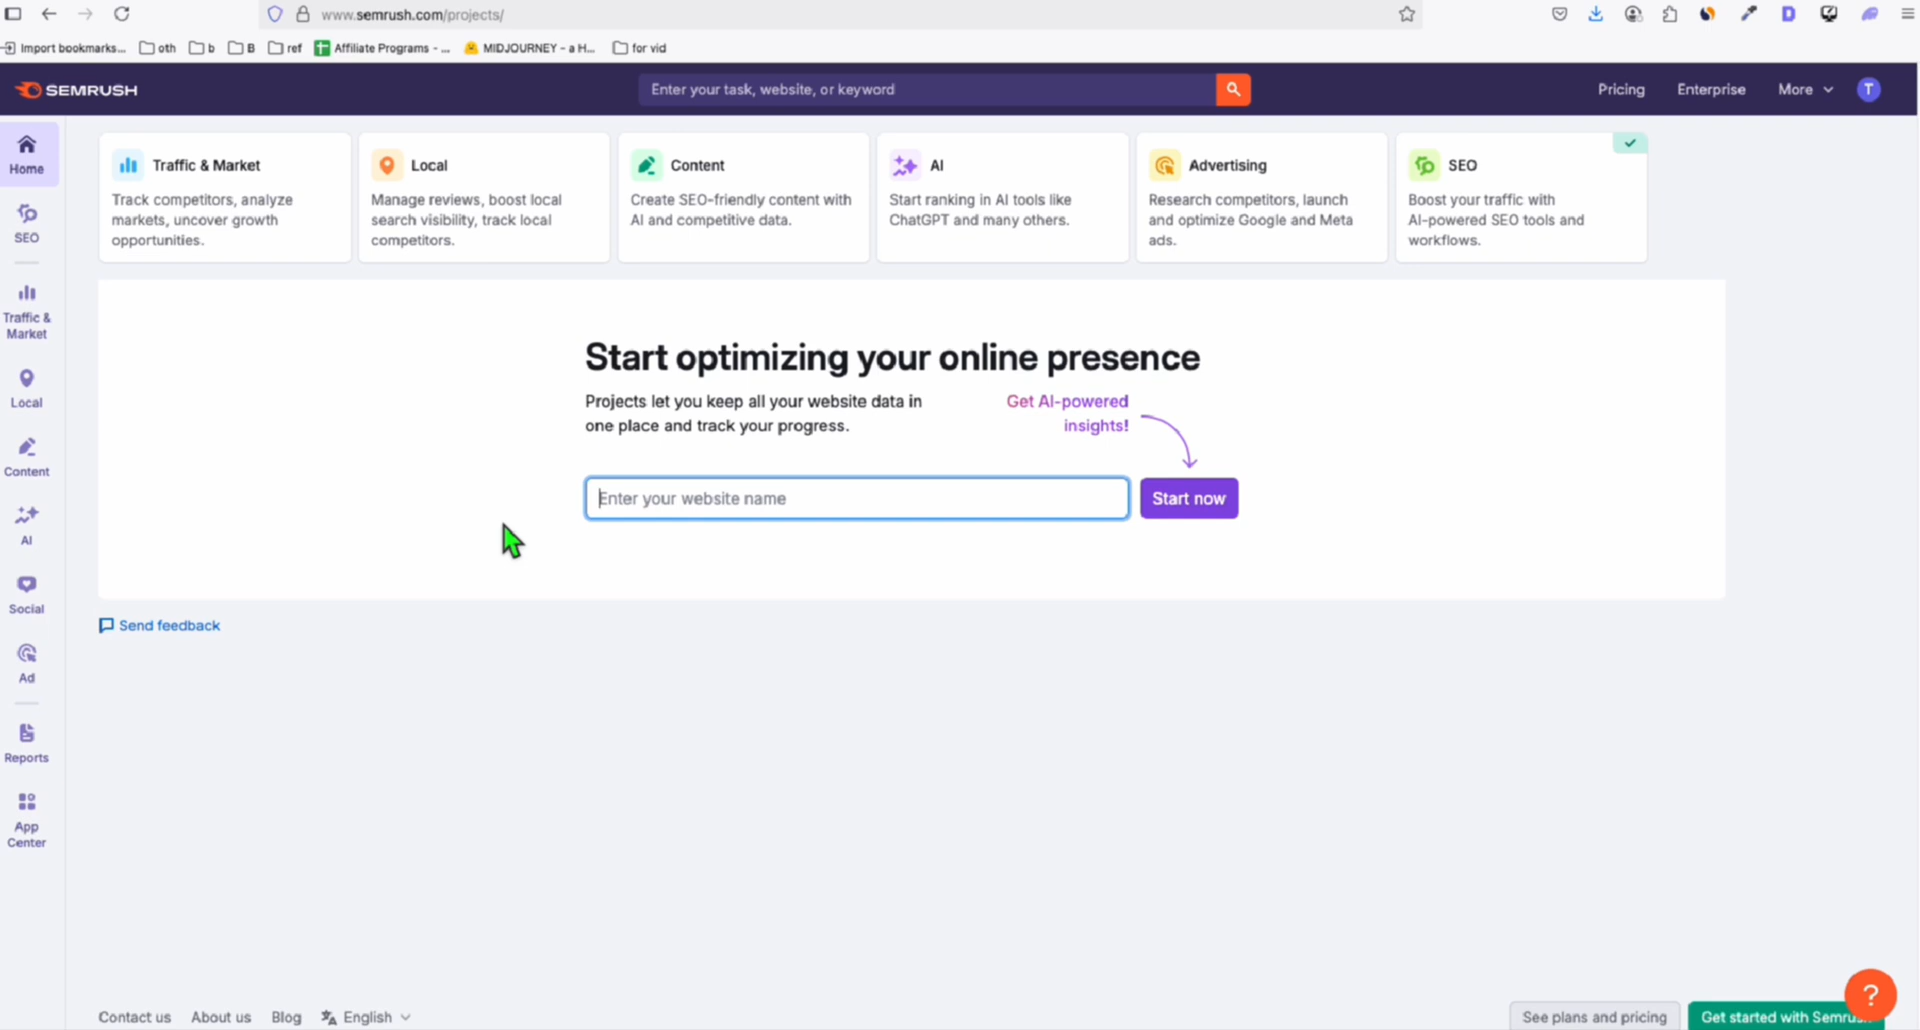 www.semrush.com/projects/
Import bookmarks... oth b B ref Affiliate Programs - ... MIDJOURNEY - a H... for vid
SEMRUSH
Enter your task, website, or keyword
Pricing Enterprise More T
Home
SEO
Traffic &
Market
Local
Content
AI
Social
Ad
Reports
App
Center
Traffic & Market
Track competitors, analyze
markets, uncover growth
opportunities.
Local
Manage reviews, boost local
search visibility, track local
competitors.
Content
Create SEO-friendly content with
AI and competitive data.
AI
Start ranking in AI tools like
ChatGPT and many others.
Advertising
Research competitors, launch
and optimize Google and Meta
ads.
SEO
Boost your traffic with
AI-powered SEO tools and
workflows.
Start optimizing your online presence
Projects let you keep all your website data in
one place and track your progress.
Get AI-powered
insights!
Enter your website name
Start now
Send feedback
Contact us About us Blog English
See plans and pricing
Get started with
?